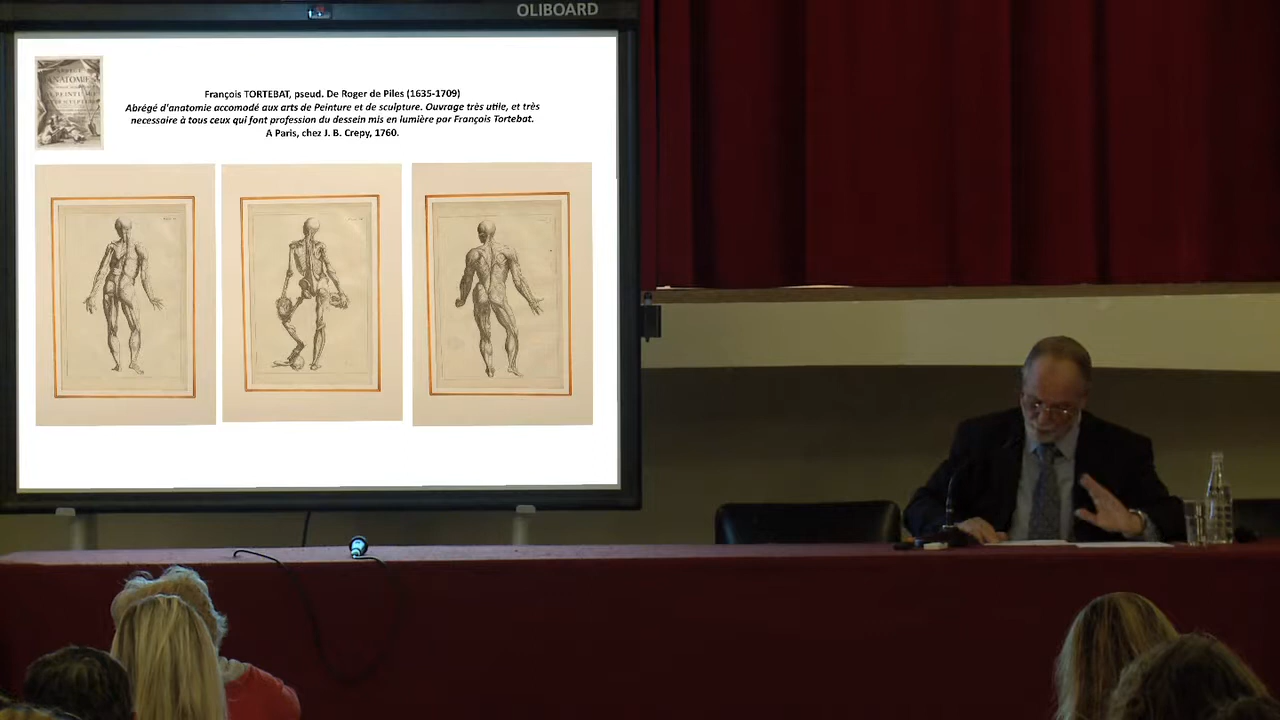 OLIBOARD
François TORTEBAT, pseud. De Roger de Piles (1635-1709)
Abrégé d'anatomie accomodé aux arts de Peinture et de sculpture. Ouvrage très utile, et très
necessaire à tous ceux qui font profession du dessein mis en lumière par François Tortebat.
A Paris, chez J. B. Crepy, 1760.